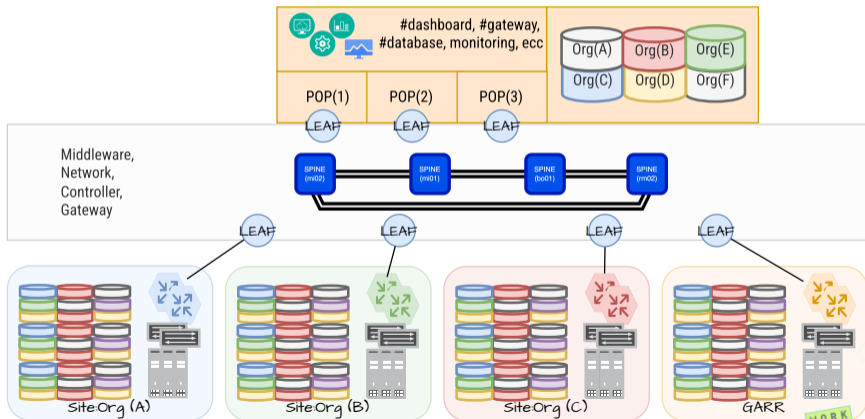 #dashboard, #gateway,
#database, monitoring, ecc
Org(A) Org(B) Org(E)
Org(C) Org(D) Org(F)
POP(1) POP(2) POP(3)
LEAF LEAF LEAF
Middleware,
Network,
Controller,
Gateway
SPINE
(mi02)
SPINE
(mi01)
SPINE
(bo01)
SPINE
(rm02)
LEAF LEAF LEAF LEAF
Site:Org (A) Site:Org (B) Site:Org (C) GARR
WORK